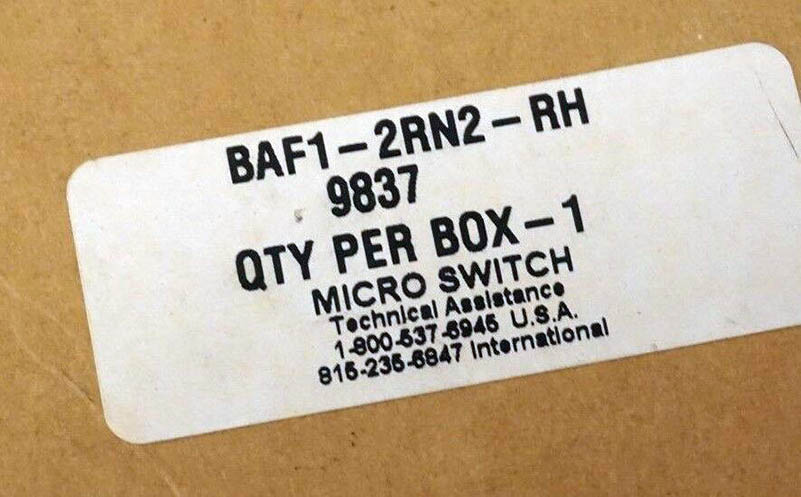 BAF1-2RN2-RH
9837
QTY PER BOX-1
MICRO SWITCH
Technical Assistance
1-800-537-6945 U.S.A.
815-235-6847 International